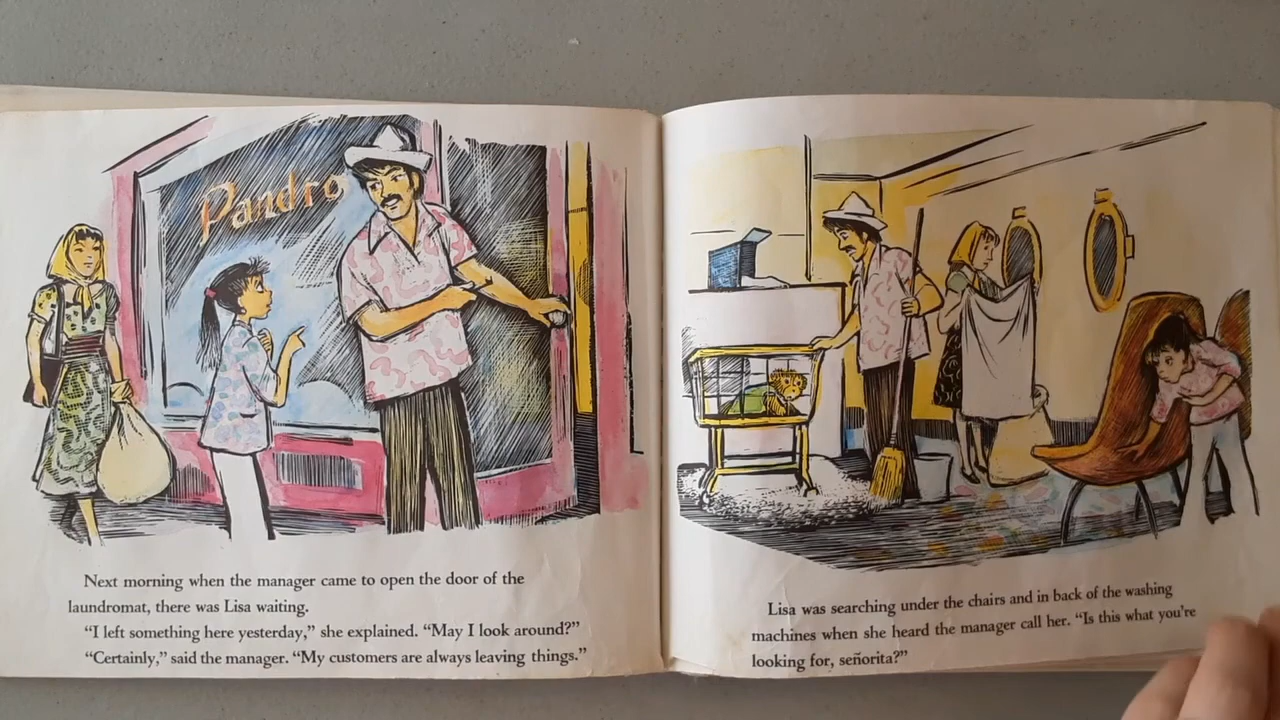 Pandro
Next morning when the manager came to open the door of the
laundromat, there was Lisa waiting.
"I left something here yesterday," she explained. "May I look around?"
"Certainly," said the manager. "My customers are always leaving things."
Lisa was searching under the chairs and in back of the washing
machines when she heard the manager call her. "Is this what you're
looking for, señorita?"